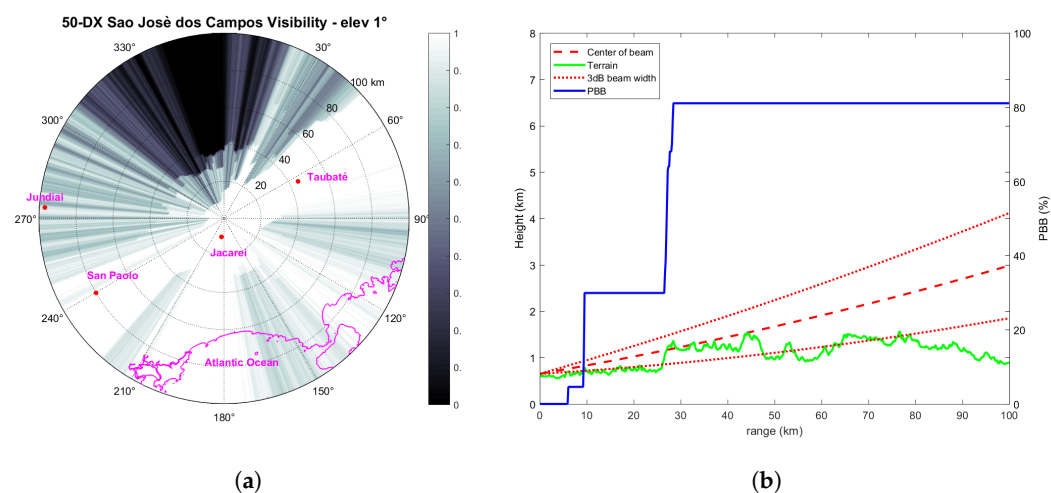 50-DX Sao Josè dos Campos Visibility - elev 1°
330°
30°
100 km
80
60
40
20
300°
60°
Taubatê
Jundiai
270°
90°
Jacarei
San Paolo
240°
120°
Atlantic Ocean
210°
150°
180°
1
0.
0.
0.
0.
0.
0.
0.
0.
0.
0
Center of beam
Terrain
3dB beam width
PBB
8
7
6
5
4
3
2
1
0
Height (km)
100
80
60
40
20
0
PBB (%)
0 10 20 30 40 50 60 70 80 90 100
range (km)
(a)
(b)